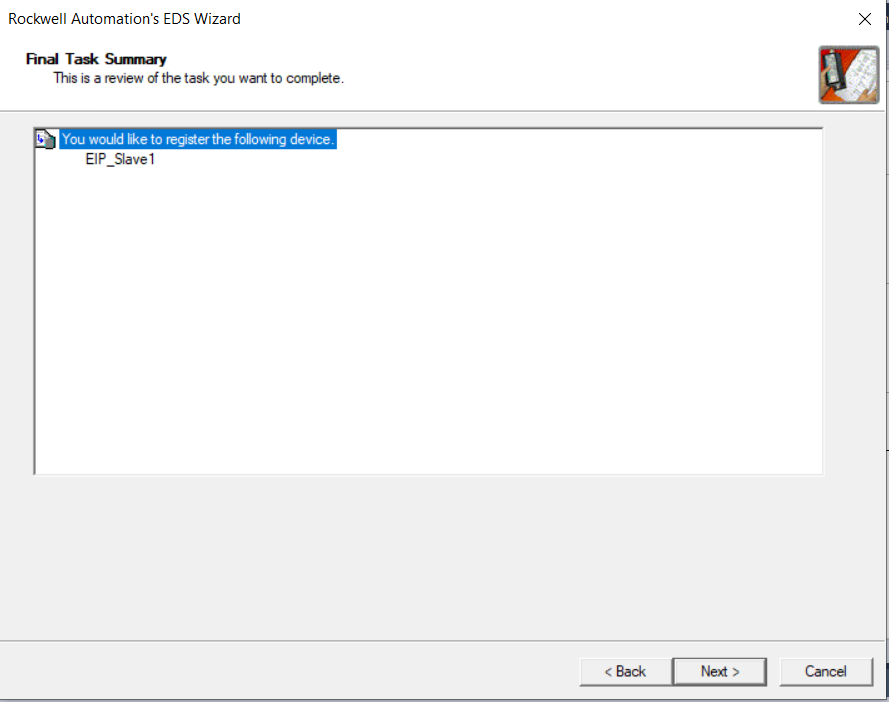 Rockwell Automation's EDS Wizard
Final Task Summary
This is a review of the task you want to complete.
You would like to register the following device.
EIP_Slave1
< Back
Next >
Cancel